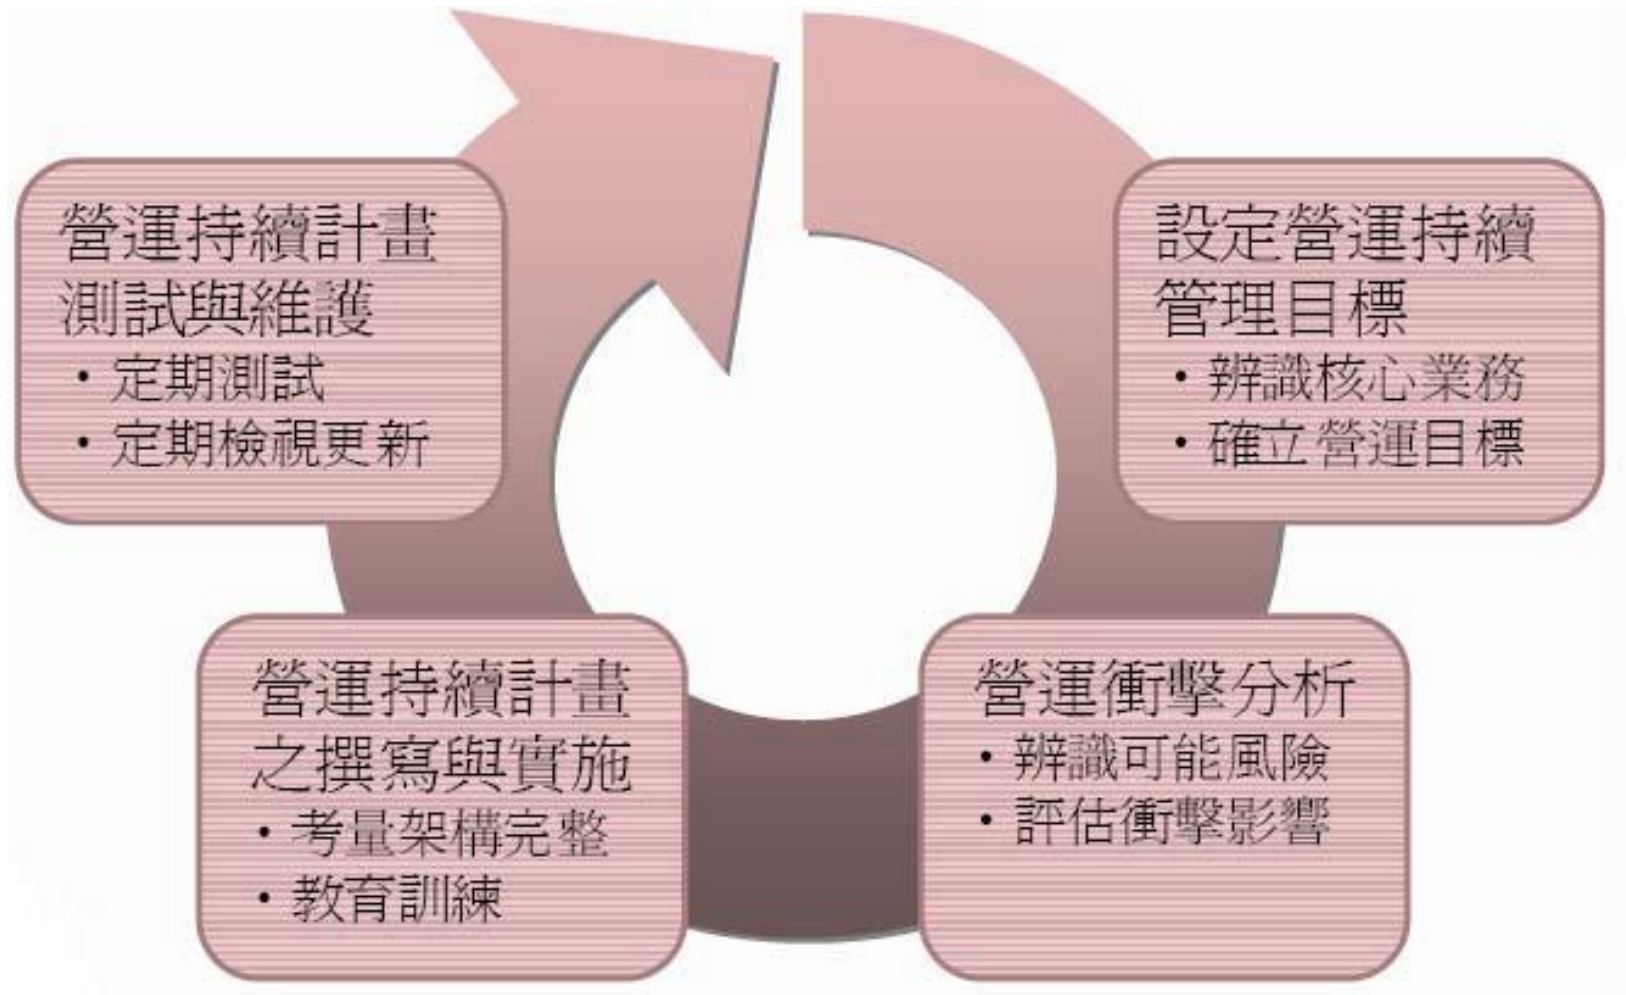 營運持續計畫
測試與維護
・定期測試
・定期檢視更新
設定營運持續
管理目標
・辨識核心業務
・確立營運目標
營運持續計畫
之撰寫與實施
・考量架構完整
・教育訓練
營運衝擊分析
・辨識可能風險
・評估衝擊影響